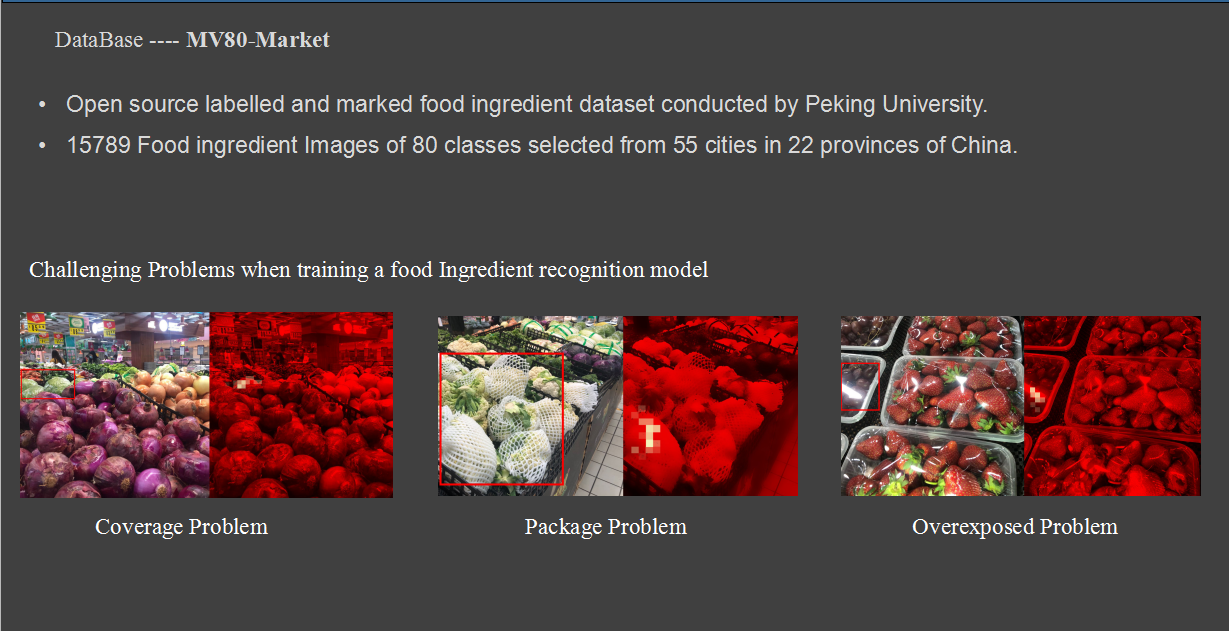 DataBase ---- MV80-Market
• Open source labelled and marked food ingredient dataset conducted by Peking University.
• 15789 Food ingredient Images of 80 classes selected from 55 cities in 22 provinces of China.
Challenging Problems when training a food Ingredient recognition model
Coverage Problem
Package Problem
Overexposed Problem